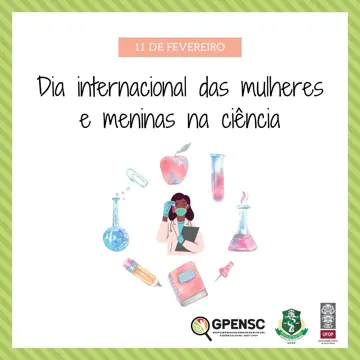 11 DE FEVEREIRO
Dia internacional das mulheres
e meninas na ciência
GPENSC
UFOP